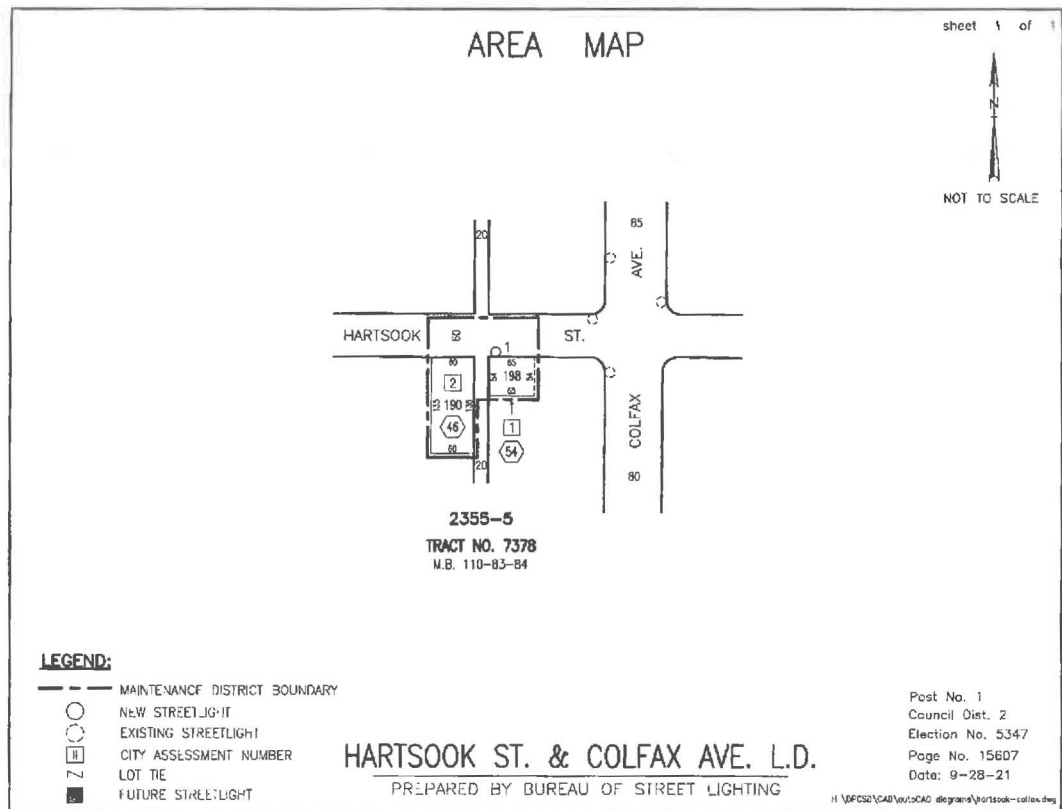 sheet 1 of 1
AREA MAP
N
NOT TO SCALE
20
85
AVE.
HARTSOOK
ST.
1
60
65
2
198
65
190
46
1
COLFAX
54
60
20
80
2355-5
TRACT NO. 7378
M.B. 110-83-84
LEGEND:
MAINTENANCE DISTRICT BOUNDARY
NEW STREETLIGHT
EXISTING STREETLIGHT
# CITY ASSESSMENT NUMBER
LOT TIE
FUTURE STREETLIGHT
HARTSOOK ST. & COLFAX AVE. L.D.
PREPARED BY BUREAU OF STREET LIGHTING
Post No. 1
Council Dist. 2
Election No. 5347
Page No. 15607
Date: 9-28-21